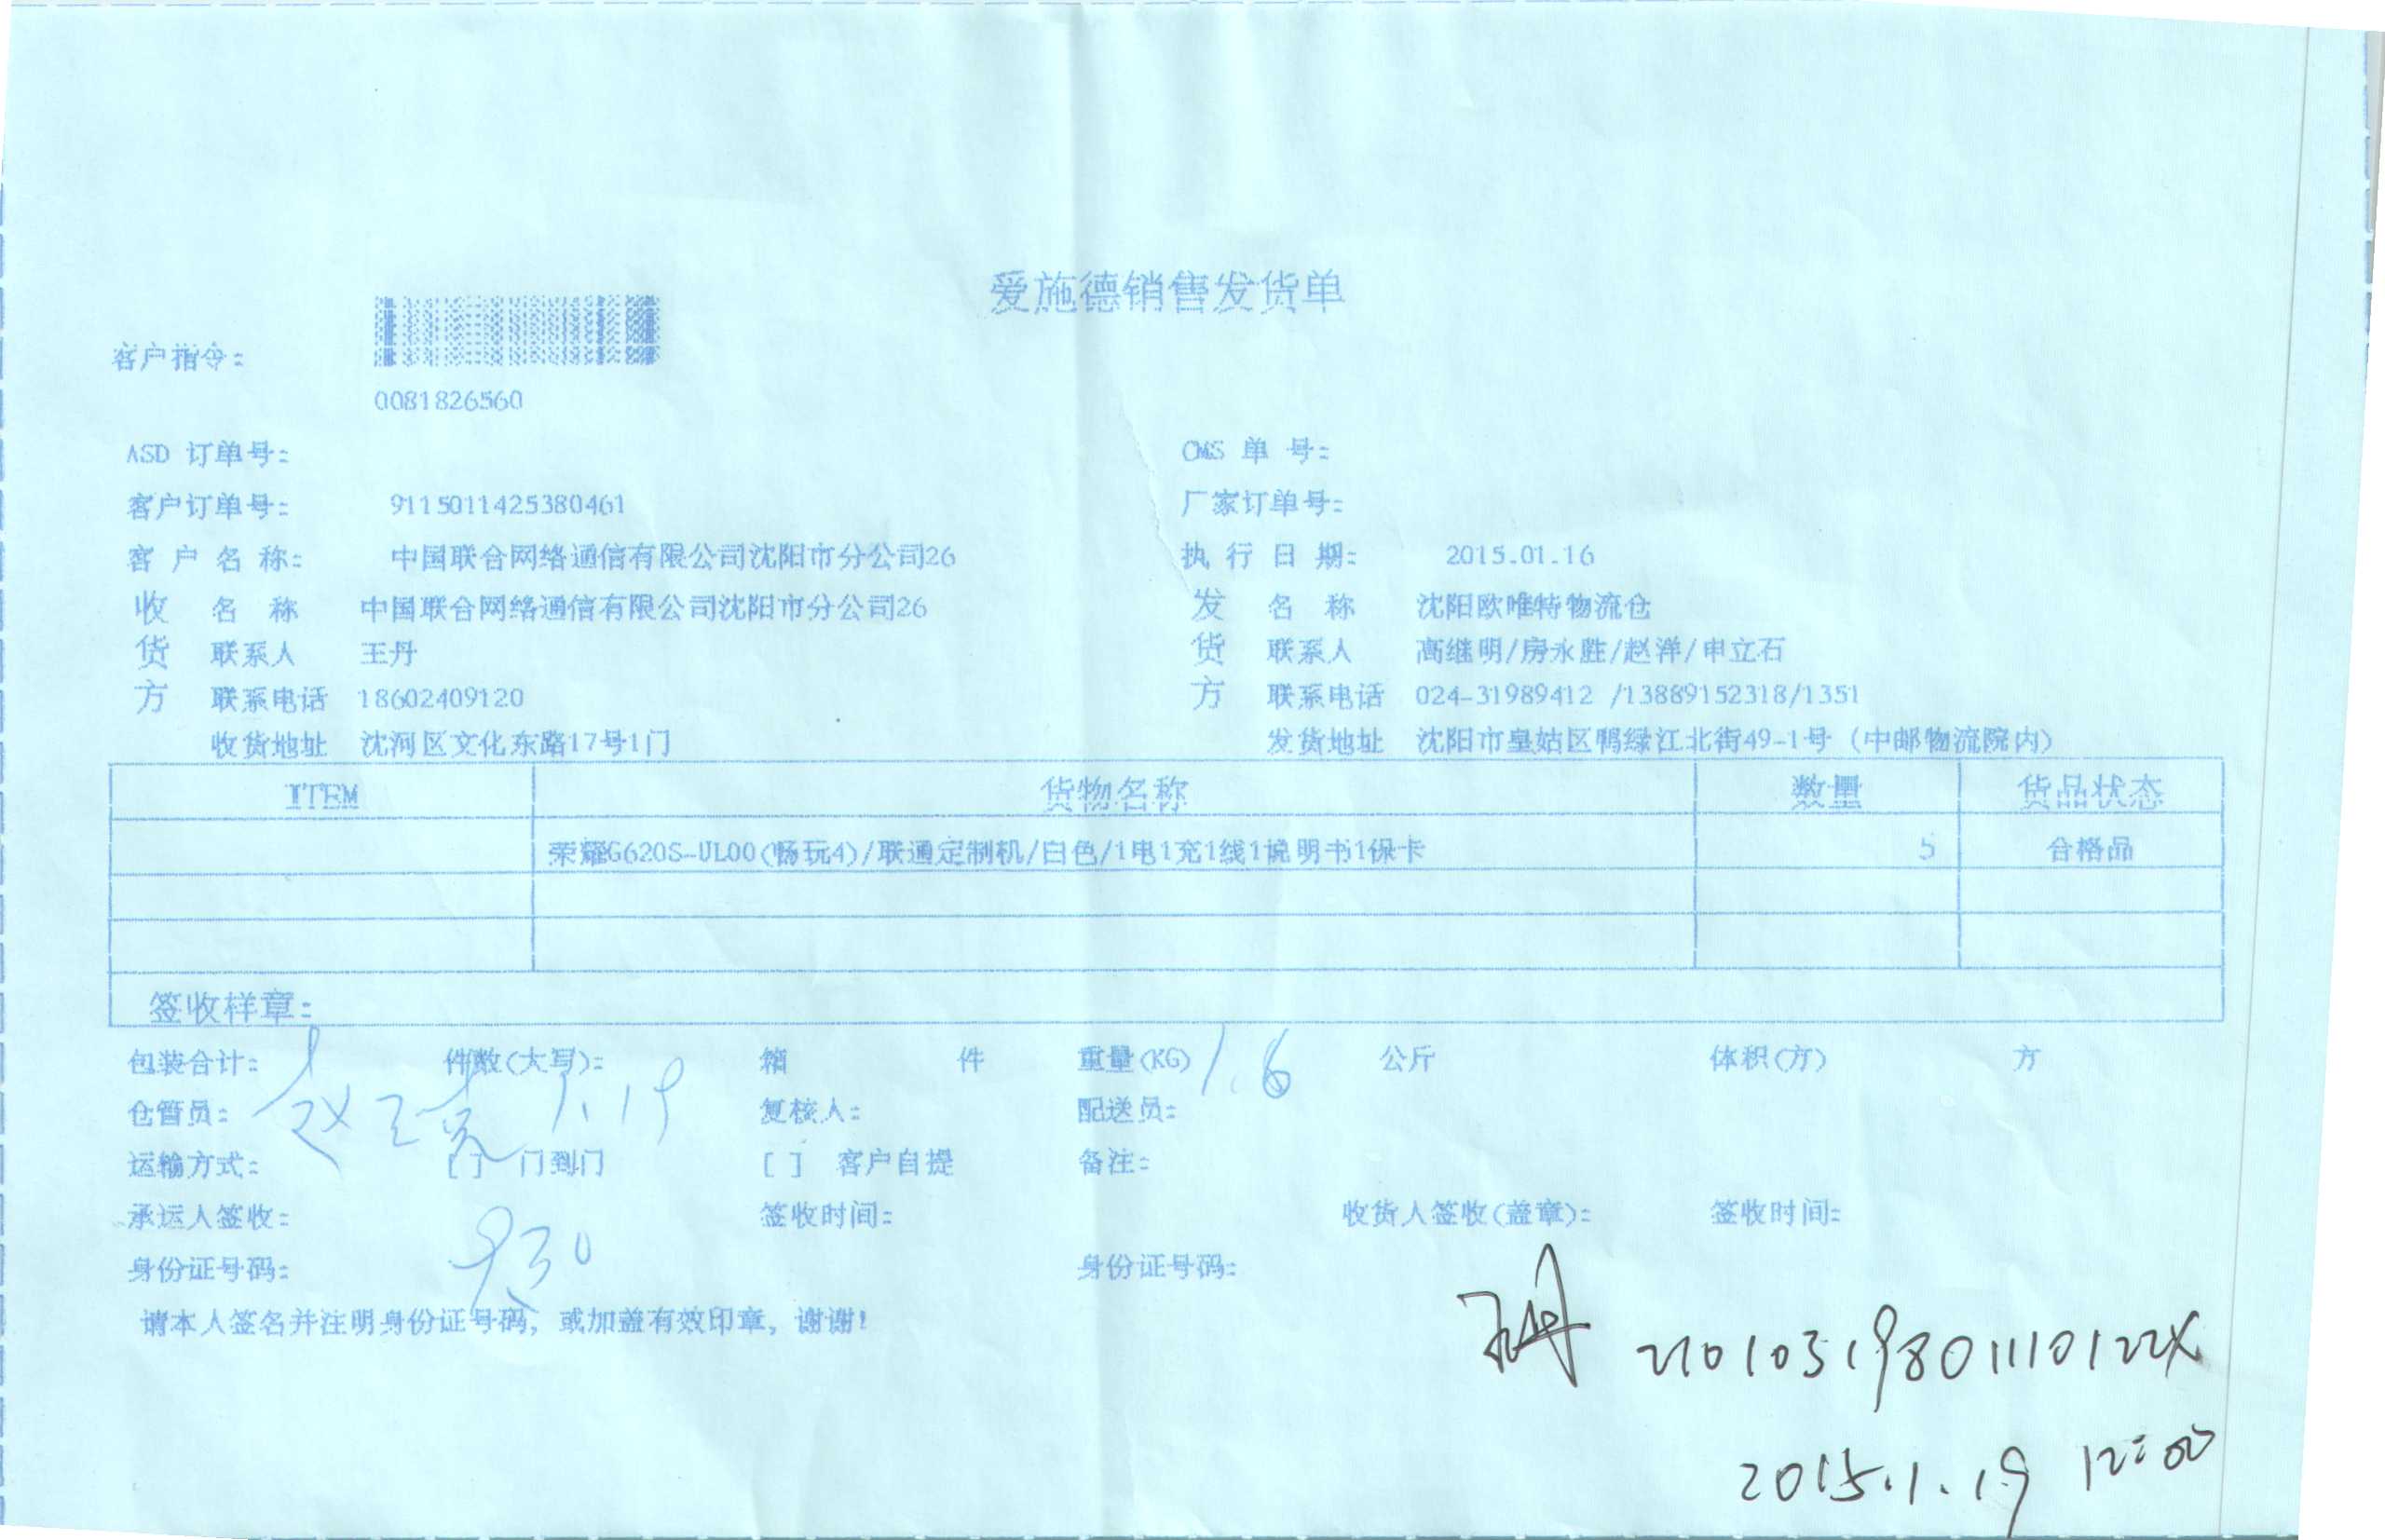 爱施德销售发货单
客户指令:
0081826560
ASD 订单号: OMS 单 号:
客户订单号: 9115011425380461 厂家订单号:
客 户 名 称: 中国联合网络通信有限公司沈阳市分公司26 执 行 日 期: 2015.01.16
收 名 称 中国联合网络通信有限公司沈阳市分公司26 发 名 称 沈阳欧唯特物流仓
货 联系人 王丹 货 联系人 高继明/房永胜/赵洋/申立石
方 联系电话 18602409120 方 联系电话 024-31989412 /13889152318/1351
收货地址 沈河区文化东路17号1门 发货地址 沈阳市皇姑区鸭绿江北街49-1号（中邮物流院内）
ITEM 货物名称 数量 货品状态
荣耀G620S-UL00(畅玩4)/联通定制机/白色/1电1充1线1说明书1保卡 5 合格品
签收样章:
包装合计: 件数(大写): 箱 件 重量(KG) 1.6 公斤 体积(方) 方
仓管员: 1.19 复核人: 配送员:
运输方式: [ ] 门到门 [ ] 客户自提 备注:
承运人签收: 签收时间: 收货人签收(盖章): 签收时间:
身份证号码: 930 身份证号码:
请本人签名并注明身份证号码，或加盖有效印章，谢谢!
王丹 21010319801110122X
2015.1.19 12:00